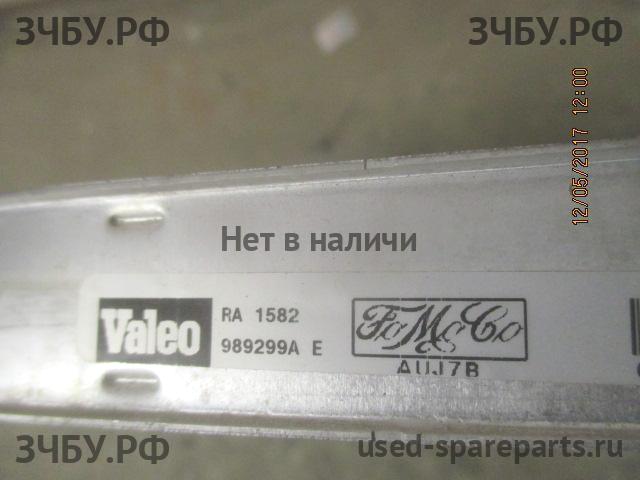 ЗЧБУ.РФ
ЗЧБУ.РФ
12/05/2017 12:00
Нет в наличи
Valeo
RA 1582
989299A E
FoMoCo
AUJ7B
ЗЧБУ.РФ
used-spareparts.ru